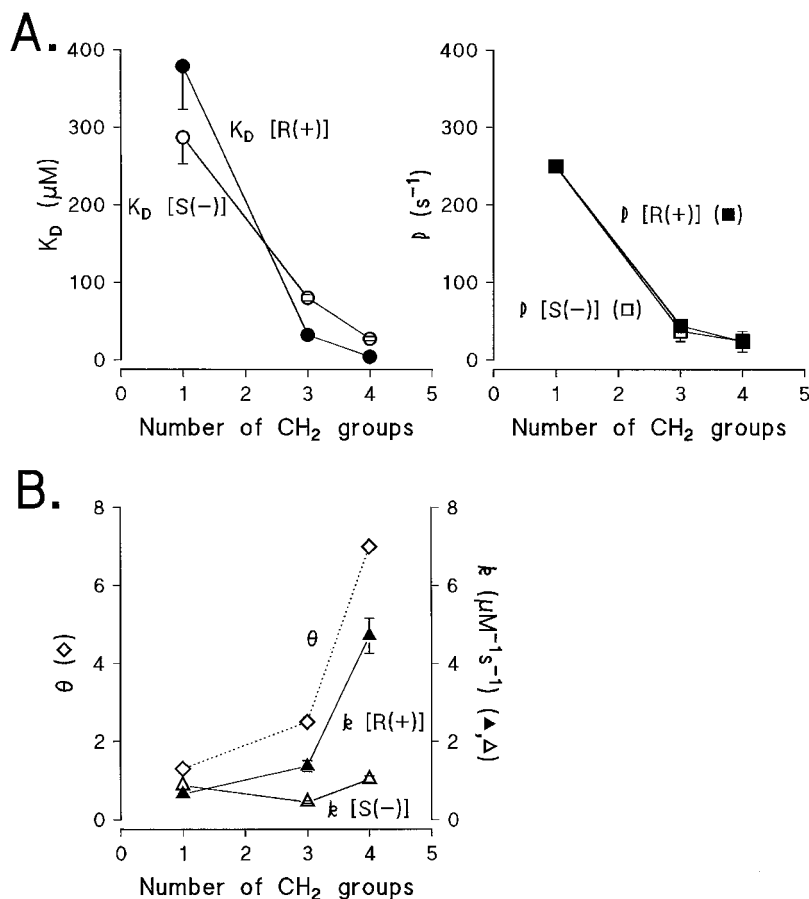 A.
400
300
200
100
0
K_D (μM)
K_D [R(+)]
K_D [S(−)]
0 1 2 3 4 5
Number of CH₂ groups
400
300
200
100
0
(s⁻¹)
[R(+)] (■)
[S(−)] (□)
0 1 2 3 4 5
Number of CH₂ groups
B.
8
6
4
2
0
θ (◇)
θ
[R(+)]
[S(−)]
8
6
4
2
0
(μM⁻¹s⁻¹) (▲,△)
0 1 2 3 4 5
Number of CH₂ groups